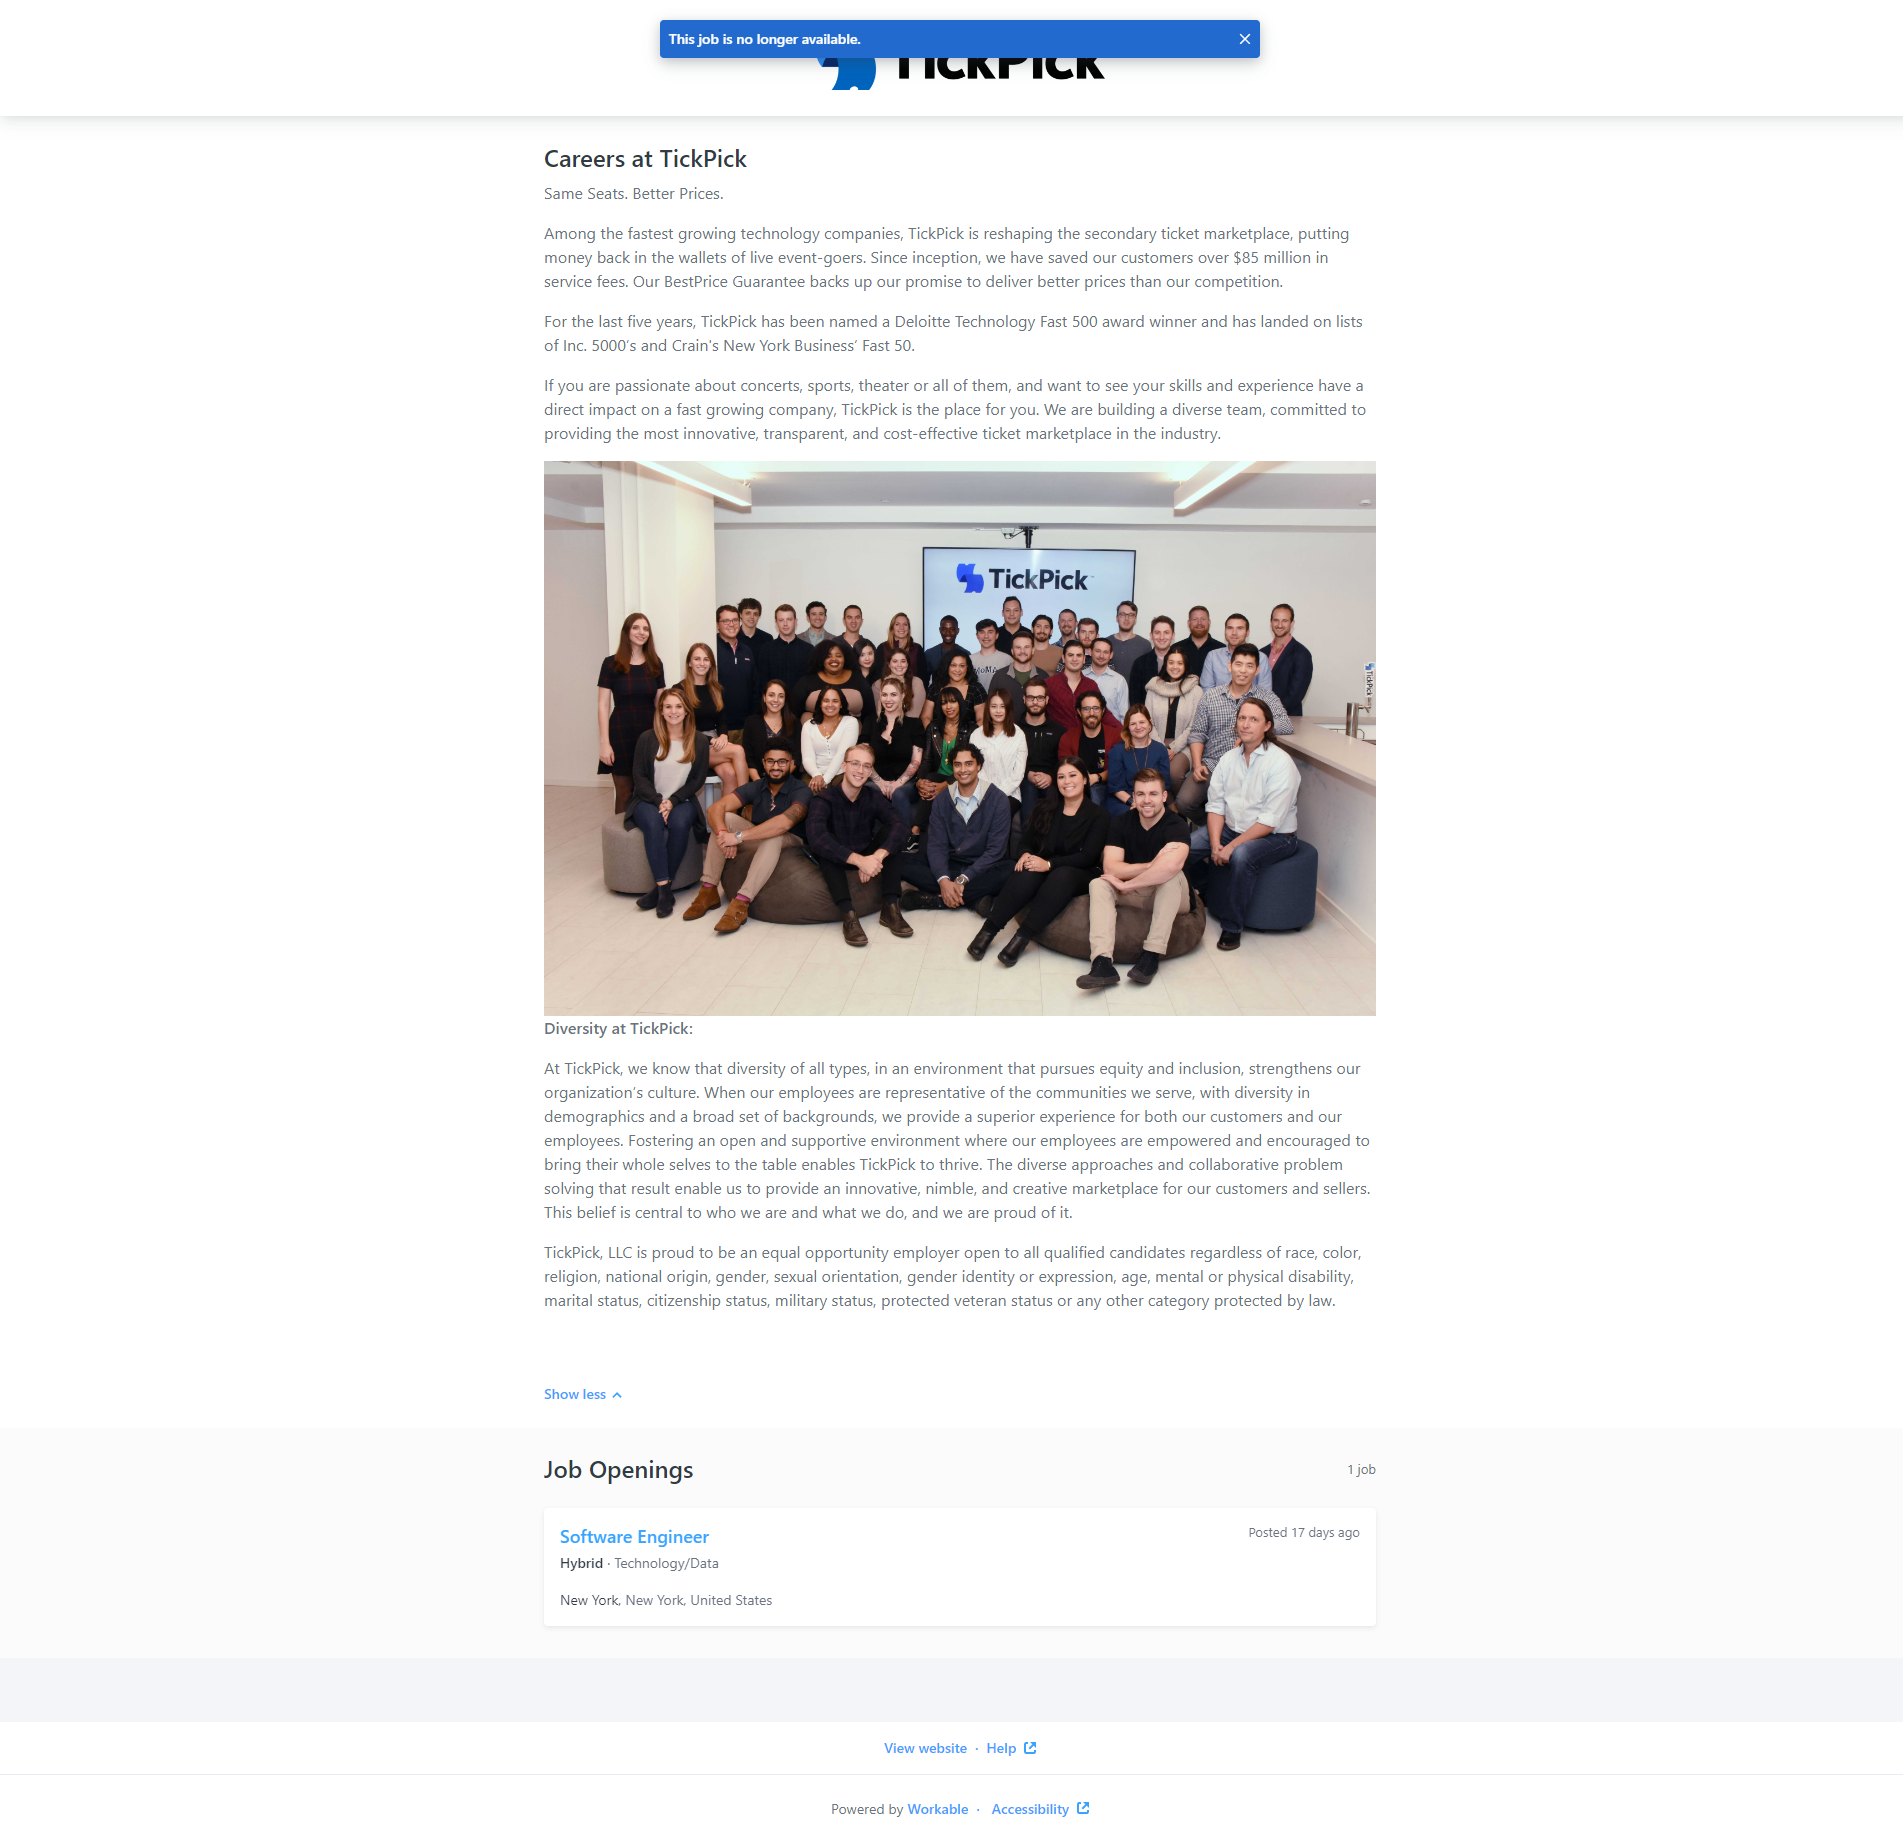 This job is no longer available.
TickPick
Careers at TickPick
Same Seats. Better Prices.
Among the fastest growing technology companies, TickPick is reshaping the secondary ticket marketplace, putting
money back in the wallets of live event-goers. Since inception, we have saved our customers over $85 million in
service fees. Our BestPrice Guarantee backs up our promise to deliver better prices than our competition.
For the last five years, TickPick has been named a Deloitte Technology Fast 500 award winner and has landed on lists
of Inc. 5000’s and Crain's New York Business’ Fast 50.
If you are passionate about concerts, sports, theater or all of them, and want to see your skills and experience have a
direct impact on a fast growing company, TickPick is the place for you. We are building a diverse team, committed to
providing the most innovative, transparent, and cost-effective ticket marketplace in the industry.
TickPick
MoMA
TickPick
Diversity at TickPick:
At TickPick, we know that diversity of all types, in an environment that pursues equity and inclusion, strengthens our
organization’s culture. When our employees are representative of the communities we serve, with diversity in
demographics and a broad set of backgrounds, we provide a superior experience for both our customers and our
employees. Fostering an open and supportive environment where our employees are empowered and encouraged to
bring their whole selves to the table enables TickPick to thrive. The diverse approaches and collaborative problem
solving that result enable us to provide an innovative, nimble, and creative marketplace for our customers and sellers.
This belief is central to who we are and what we do, and we are proud of it.
TickPick, LLC is proud to be an equal opportunity employer open to all qualified candidates regardless of race, color,
religion, national origin, gender, sexual orientation, gender identity or expression, age, mental or physical disability,
marital status, citizenship status, military status, protected veteran status or any other category protected by law.
Show less
Job Openings
1 job
Software Engineer
Posted 17 days ago
Hybrid · Technology/Data
New York, New York, United States
View website · Help
Powered by Workable · Accessibility